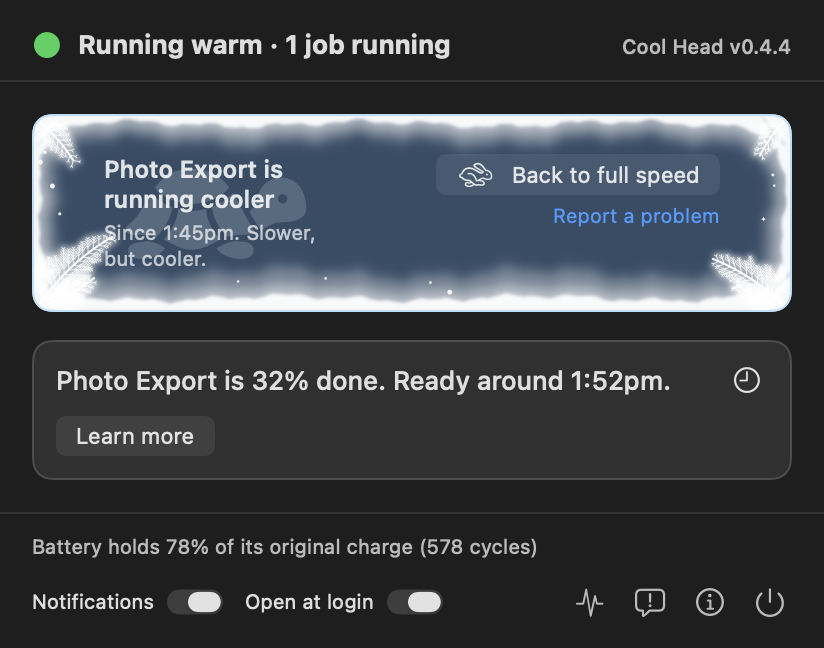 Running warm · 1 job running
Cool Head v0.4.4
Photo Export is
running cooler
Since 1:45pm. Slower,
but cooler.
Back to full speed
Report a problem
Photo Export is 32% done. Ready around 1:52pm.
Learn more
Battery holds 78% of its original charge (578 cycles)
Notifications
Open at login